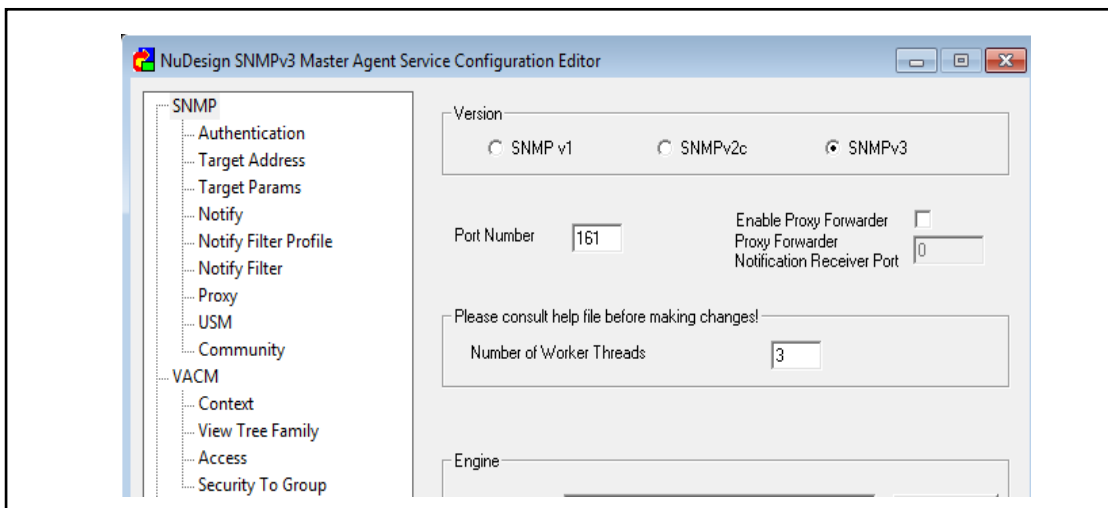 NuDesign SNMPv3 Master Agent Service Configuration Editor
SNMP
Authentication
Target Address
Target Params
Notify
Notify Filter Profile
Notify Filter
Proxy
USM
Community
VACM
Context
View Tree Family
Access
Security To Group
Version
SNMP v1 SNMPv2c SNMPv3
Port Number 161
Enable Proxy Forwarder
Proxy Forwarder
Notification Receiver Port 0
Please consult help file before making changes!
Number of Worker Threads 3
Engine